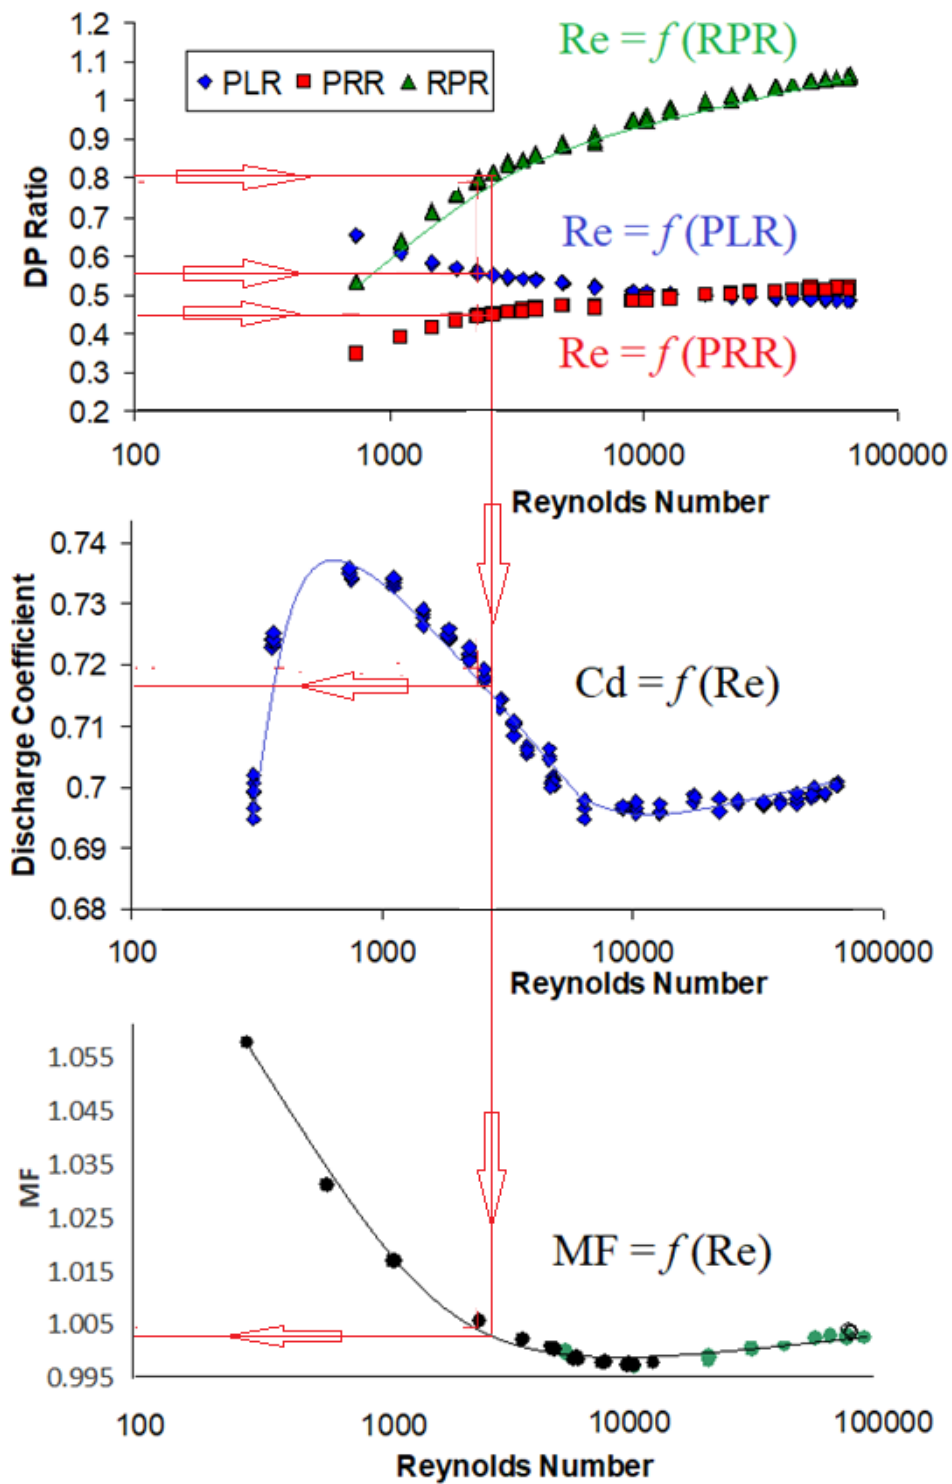 1.2
Re = f (RPR)
1.1
PLR PRR RPR
1
0.9
0.8
DP Ratio
0.7
Re = f (PLR)
0.6
0.5
0.4
Re = f (PRR)
0.3
0.2
100 1000 10000 100000
Reynolds Number
0.74
0.73
0.72
Discharge Coefficient
Cd = f (Re)
0.71
0.7
0.69
0.68
100 1000 10000 100000
Reynolds Number
1.055
1.045
1.035
MF
1.025
MF = f (Re)
1.015
1.005
0.995
100 1000 10000 100000
Reynolds Number